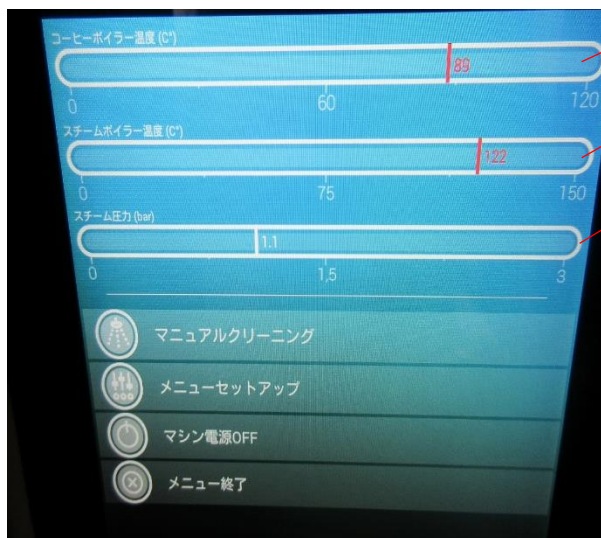 コーヒーボイラー温度 (C°)
89
0 60 120
スチームボイラー温度 (C°)
122
0 75 150
スチーム圧力 (bar)
1.1
0 1,5 3
マニュアルクリーニング
メニューセットアップ
マシン電源OFF
メニュー終了